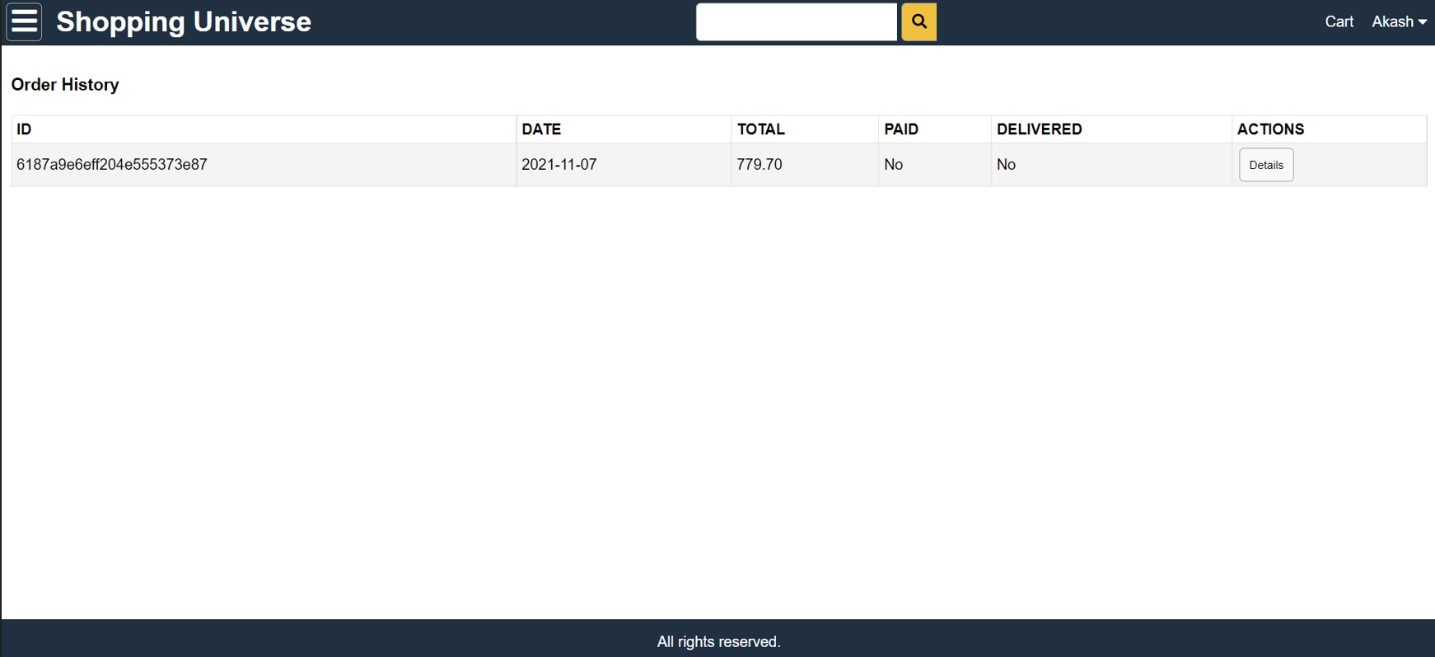 Shopping Universe Cart Akash
Order History
ID DATE TOTAL PAID DELIVERED ACTIONS
6187a9e6eff204e555373e87 2021-11-07 779.70 No No Details
All rights reserved.